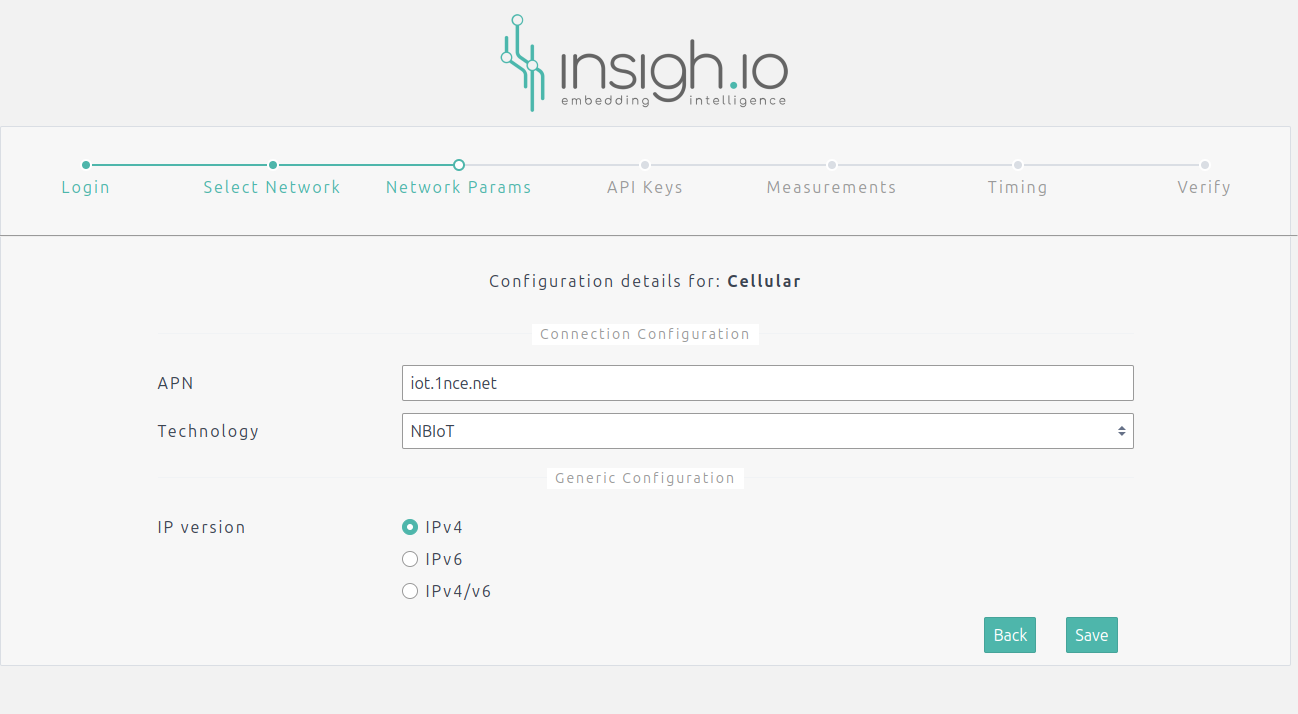 insigh.io
embedding intelligence
Login Select Network Network Params API Keys Measurements Timing Verify
Configuration details for: Cellular
Connection Configuration
APN iot.1nce.net
Technology NBIoT
Generic Configuration
IP version IPv4
IPv6
IPv4/v6
Back Save